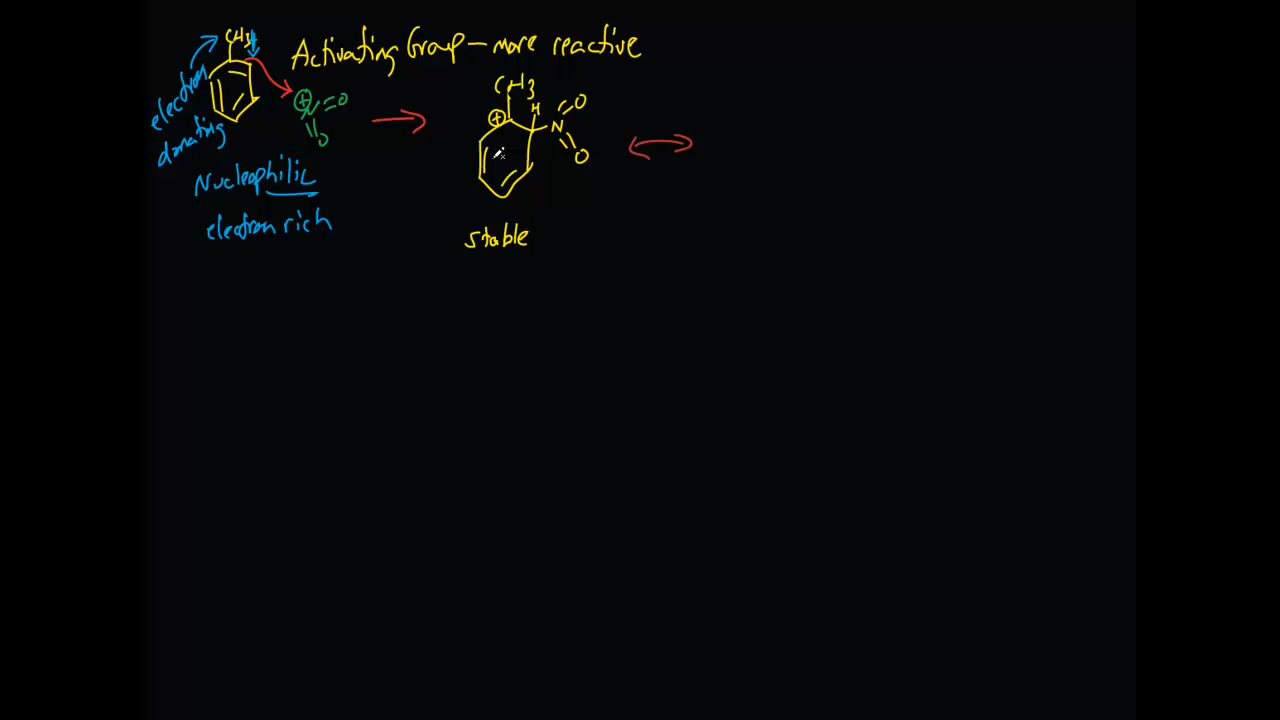 CH3
Activating Group - more reactive
electron
donating
⊕ N = O
O
Nucleophilic
electron rich
CH3
⊕ H
N O
O
stable